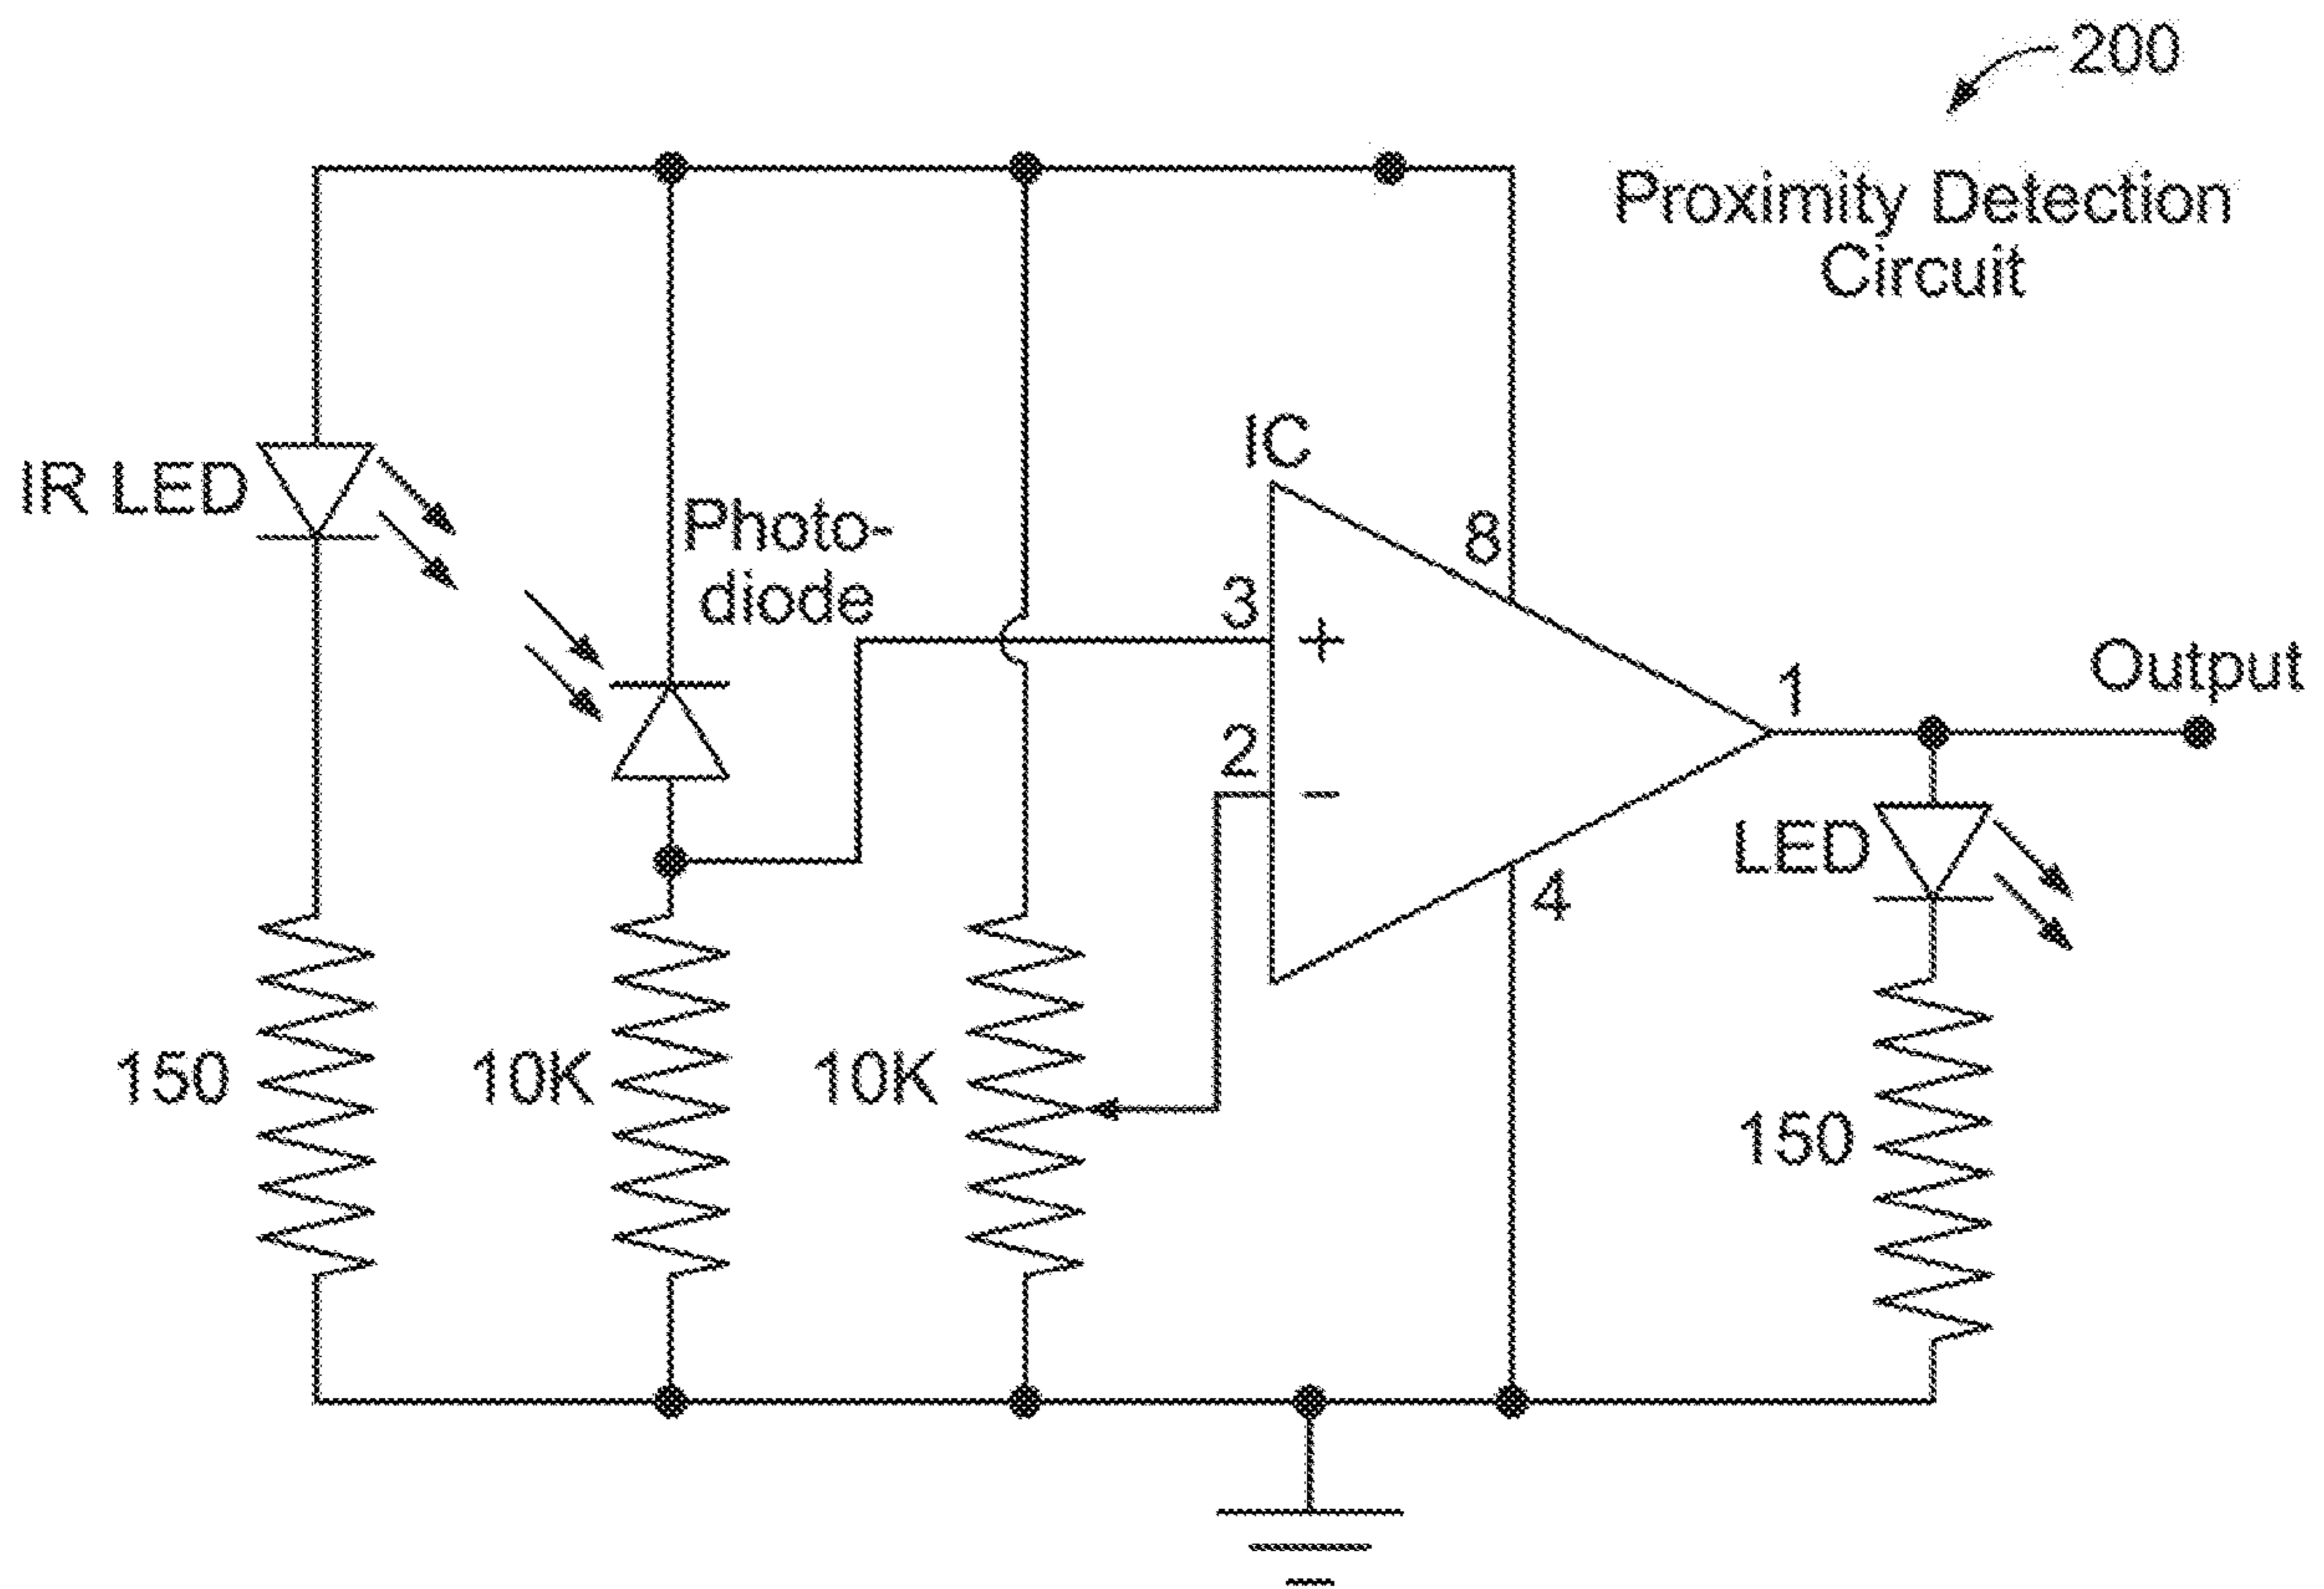 200
Proximity Detection
Circuit
IC
IR LED
8
Photo-
diode
3
+
1
Output
2
-
LED
4
150
10K
10K
150